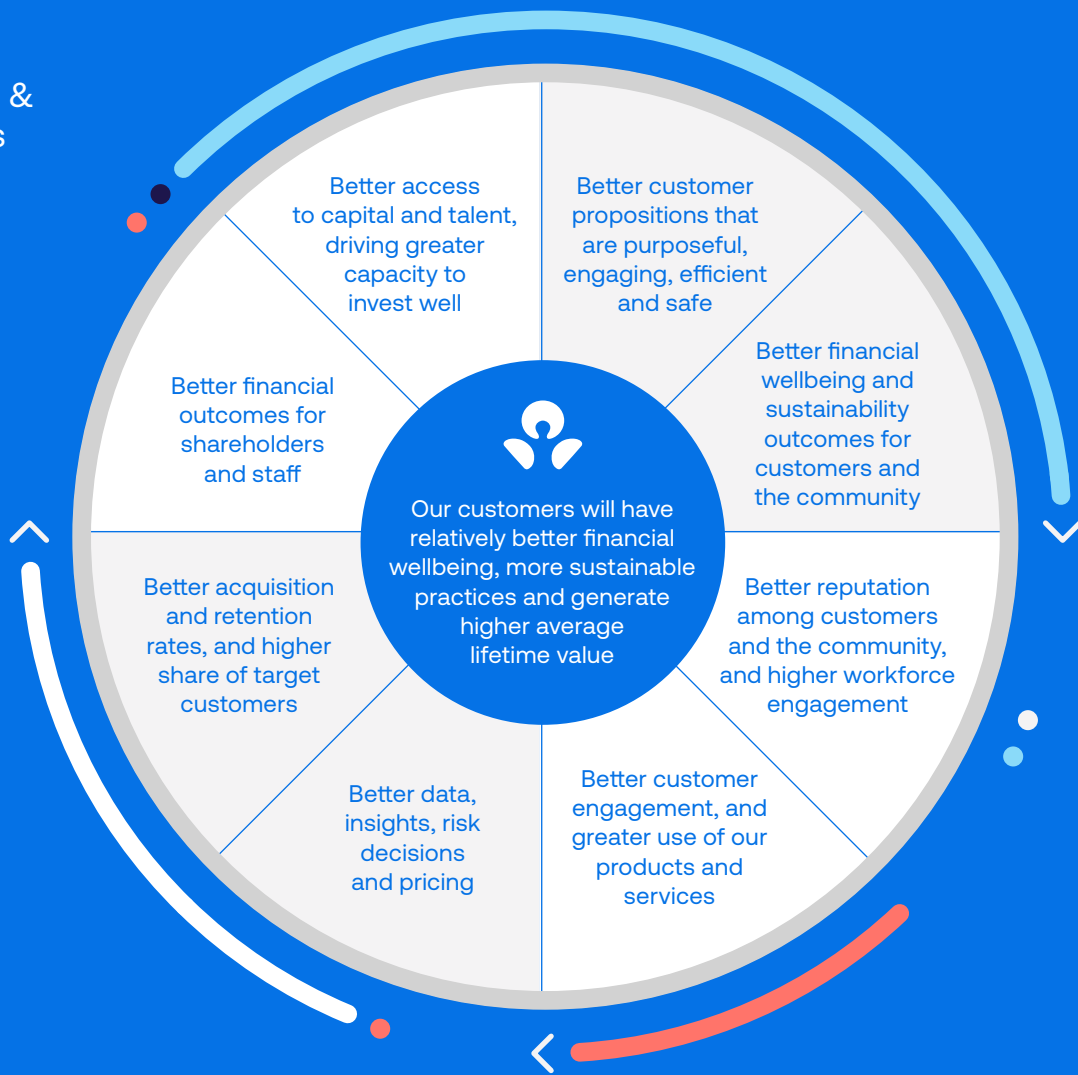 &
s
Better access
to capital and talent,
driving greater
capacity to
invest well
Better customer
propositions that
are purposeful,
engaging, efficient
and safe
Better financial
wellbeing and
sustainability
outcomes for
customers and
the community
Better reputation
among customers
and the community,
and higher workforce
engagement
Better customer
engagement, and
greater use of our
products and
services
Better data,
insights, risk
decisions
and pricing
Better acquisition
and retention
rates, and higher
share of target
customers
Better financial
outcomes for
shareholders
and staff
Our customers will have
relatively better financial
wellbeing, more sustainable
practices and generate
higher average
lifetime value